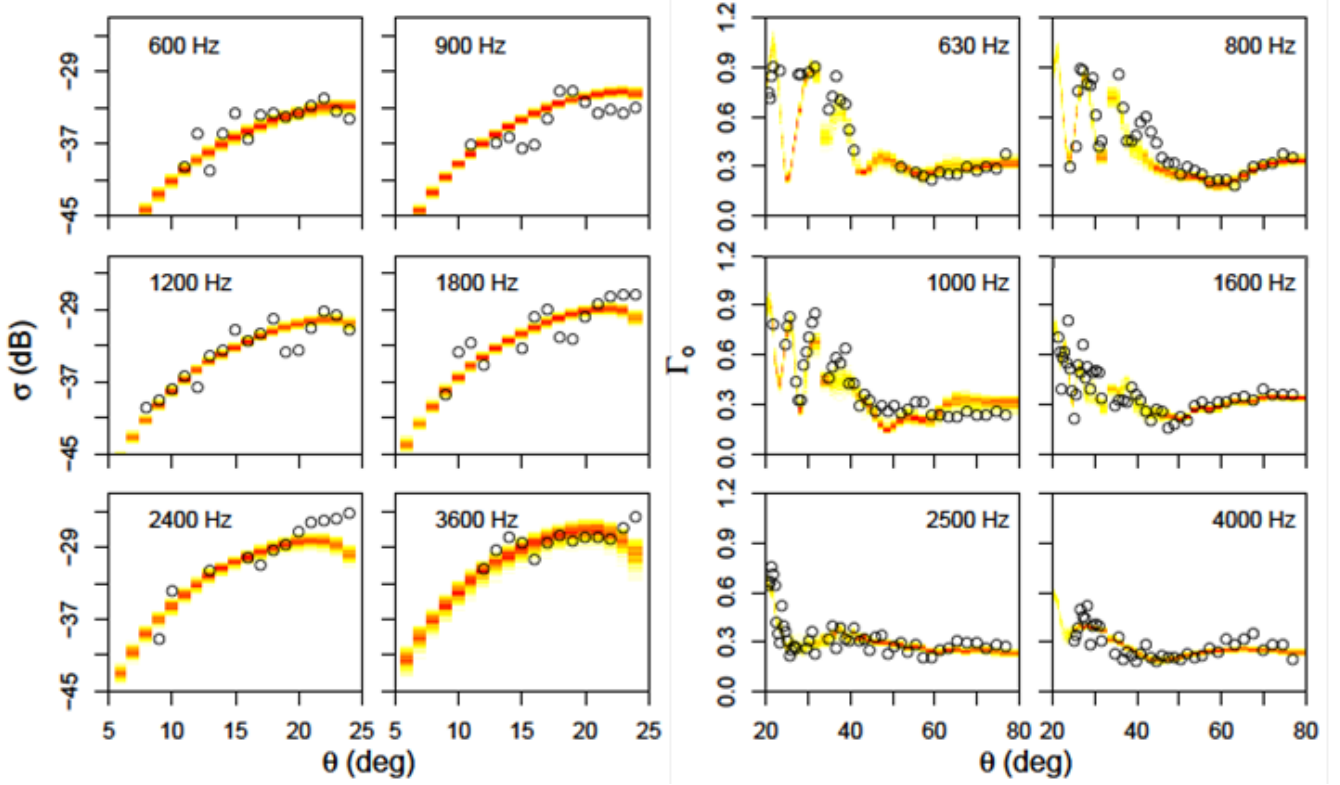 600 Hz
900 Hz
-29
-37
-45
1200 Hz
1800 Hz
-29
-37
-45
2400 Hz
3600 Hz
-29
-37
-45
5 10 15 20 25 5 10 15 20 25
σ (dB)
θ (deg)
630 Hz
800 Hz
1.2
0.9
0.6
0.3
0.0
1000 Hz
1600 Hz
1.2
0.9
0.6
0.3
0.0
2500 Hz
4000 Hz
1.2
0.9
0.6
0.3
0.0
20 40 60 80 20 40 60 80
Γo
θ (deg)